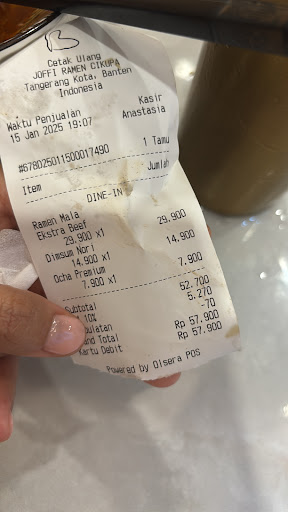 B
Cetak Ulang
JOFFI RAMEN CIKUPA
Tangerang Kota, Banten
Indonesia
Waktu Penjualan Kasir
15 Jan 2025 19:07 Anastasia
#678025011500017490 1 Tamu
Item Jumlah
DINE-IN
Ramen Mala
Ekstra Beef
29.900 x1 29.900
Dimsum Nori
14.900 x1 14.900
Ocha Premium
7.900 x1 7.900
Subtotal 52.700
10% 5.270
-70
Total Rp 57.900
Kartu Debit Rp 57.900
Powered by Olsera POS